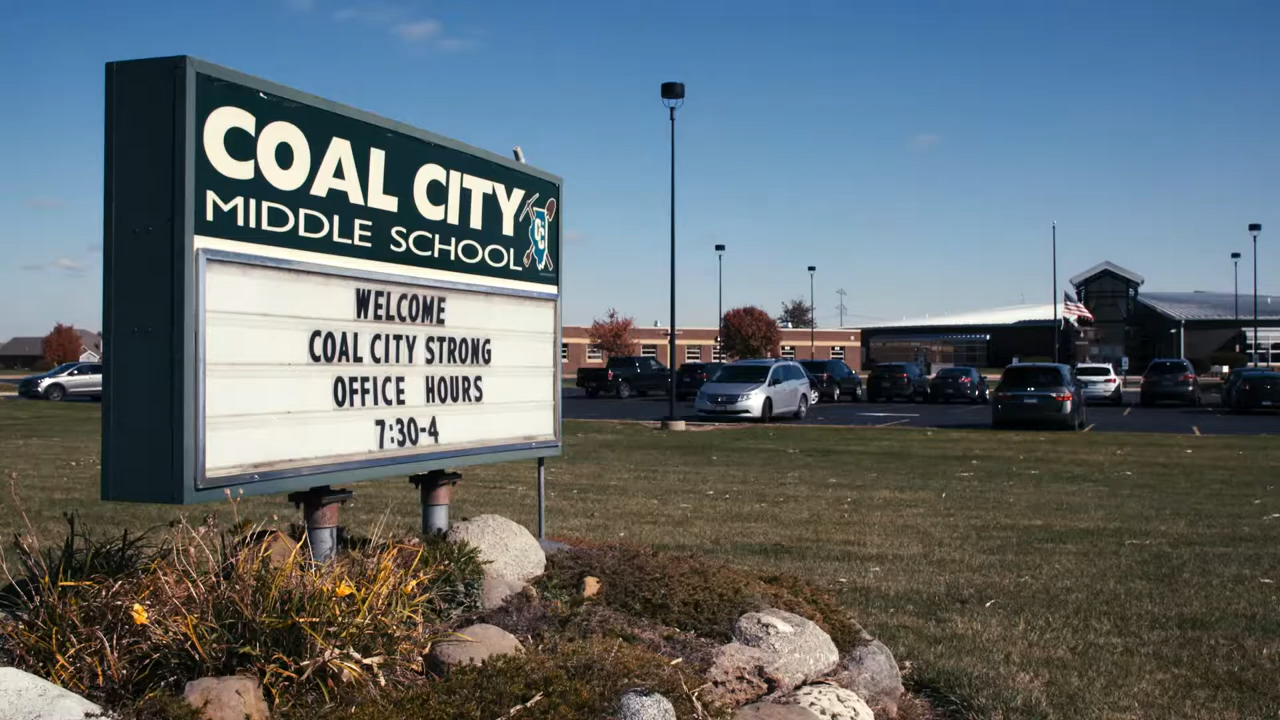 COAL CITY
MIDDLE SCHOOL
CC
WELCOME
COAL CITY STRONG
OFFICE HOURS
7:30-4